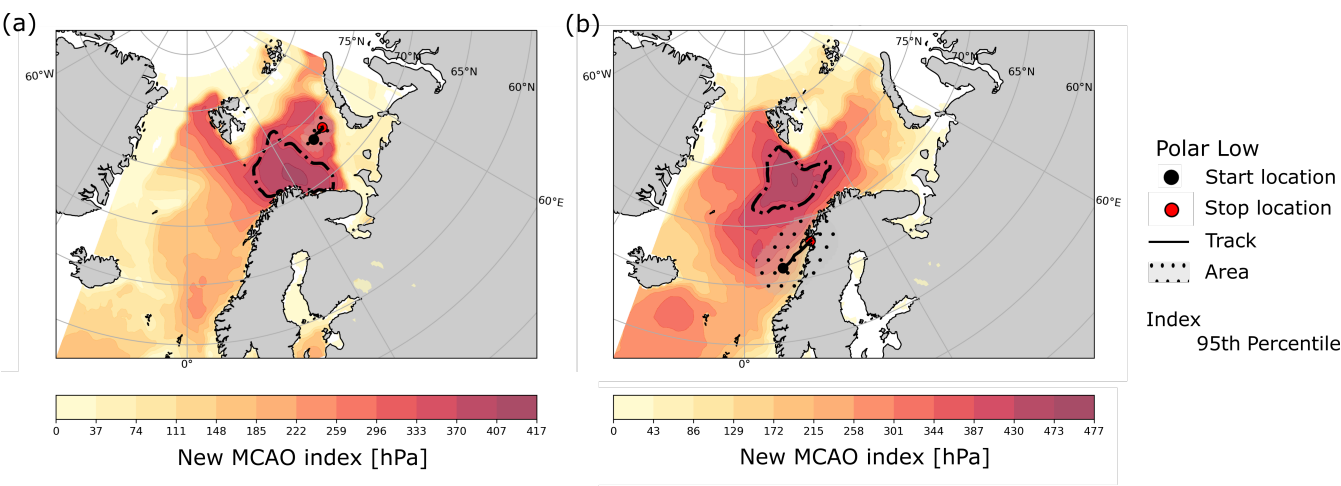 (a)
75°N
70°N
65°N
60°N
60°W
60°E
0°
0 37 74 111 148 185 222 259 296 333 370 407 417
New MCAO index [hPa]
(b)
75°N
70°N
65°N
60°N
60°W
60°E
0°
0 43 86 129 172 215 258 301 344 387 430 473 477
New MCAO index [hPa]
Polar Low
Start location
Stop location
Track
Area
Index
95th Percentile